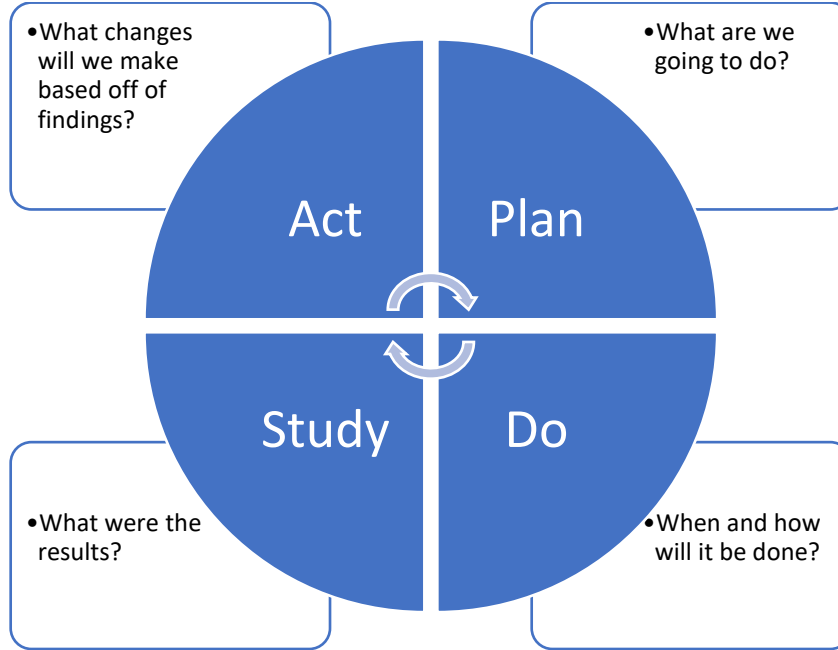 •What changes
will we make
based off of
findings?
•What are we
going to do?
Act
Plan
Study
Do
•What were the
results?
•When and how
will it be done?